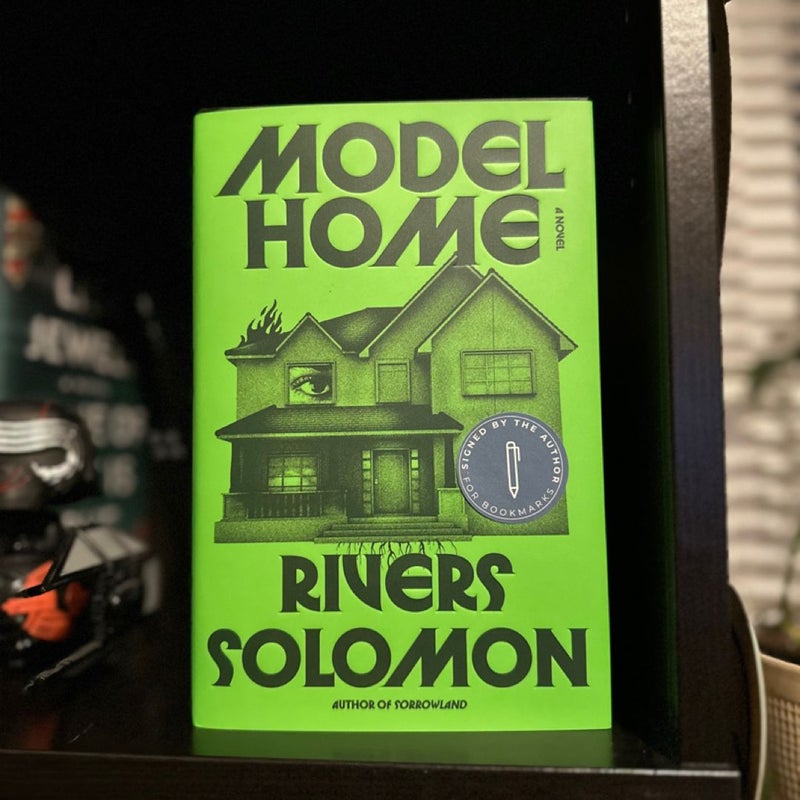 MODEL
HOME
A NOVEL
SIGNED BY THE AUTHOR
FOR BOOKMARKS
RIVERS
SOLOMON
AUTHOR OF SORROWLAND